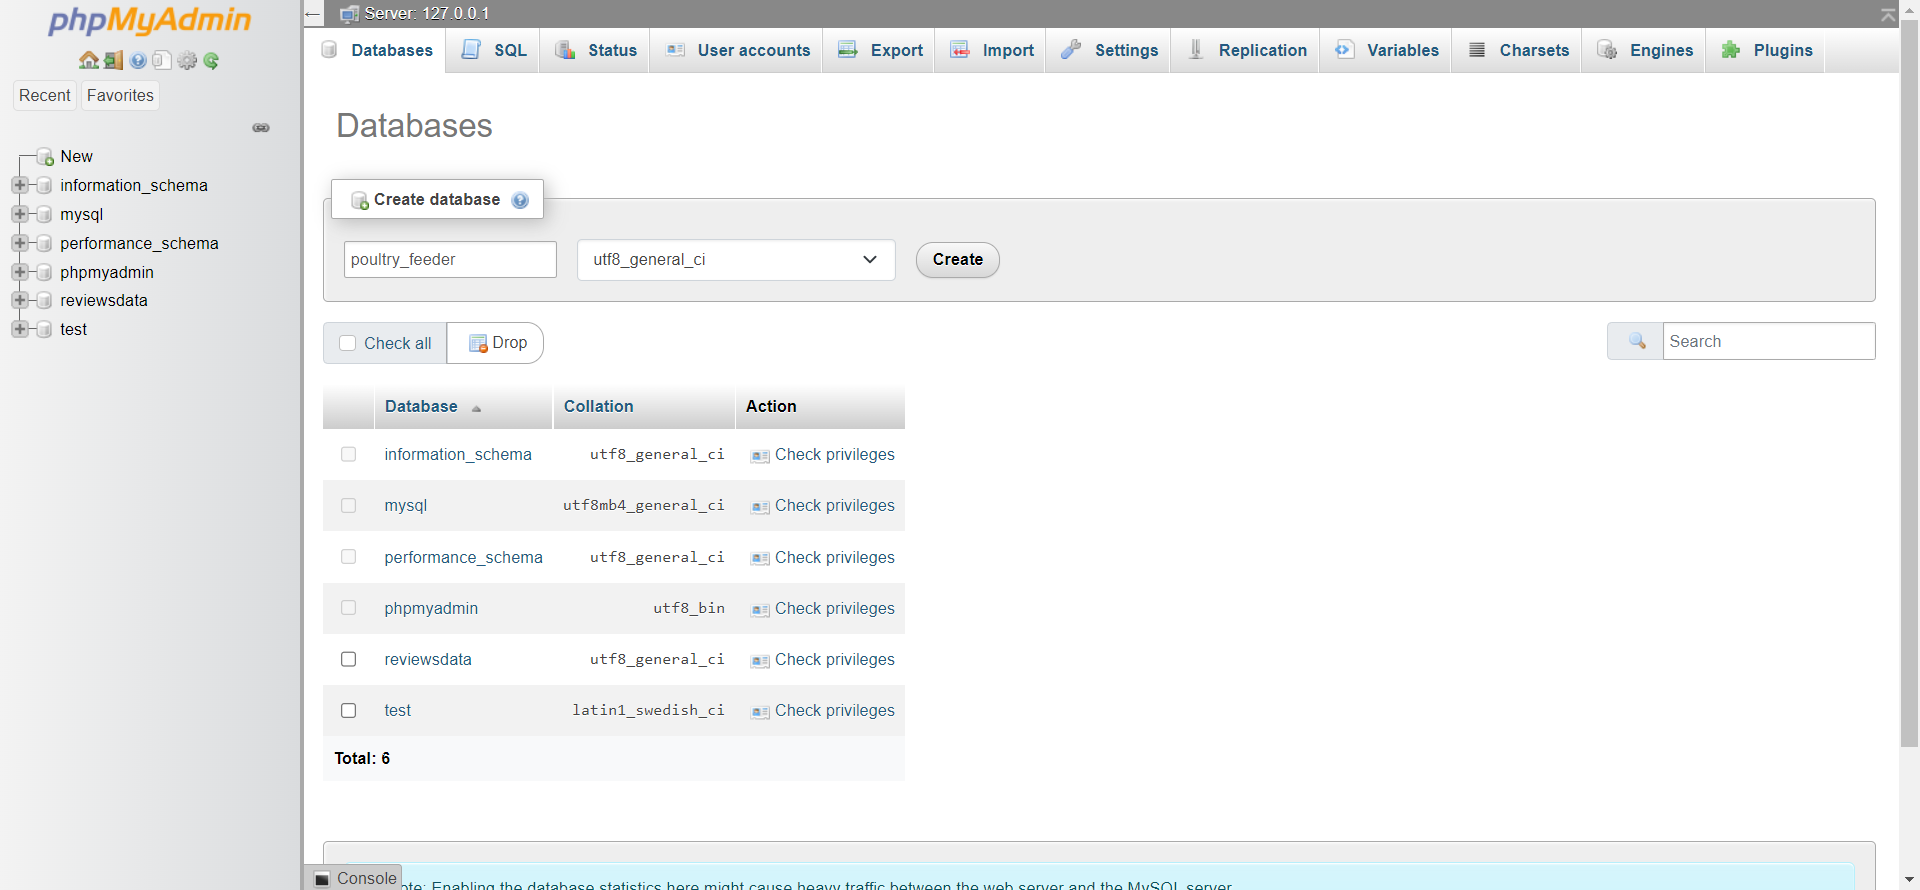 phpMyAdmin
Recent Favorites
New
information_schema
mysql
performance_schema
phpmyadmin
reviewsdata
test
Server: 127.0.0.1
Databases SQL Status User accounts Export Import Settings Replication Variables Charsets Engines Plugins
Databases
Create database
poultry_feeder utf8_general_ci Create
Check all Drop Search
Database Collation Action
information_schema utf8_general_ci Check privileges
mysql utf8mb4_general_ci Check privileges
performance_schema utf8_general_ci Check privileges
phpmyadmin utf8_bin Check privileges
reviewsdata utf8_general_ci Check privileges
test latin1_swedish_ci Check privileges
Total: 6
Console
ote: Enabling the database statistics here might cause heavy traffic between the web server and the MySQL server.